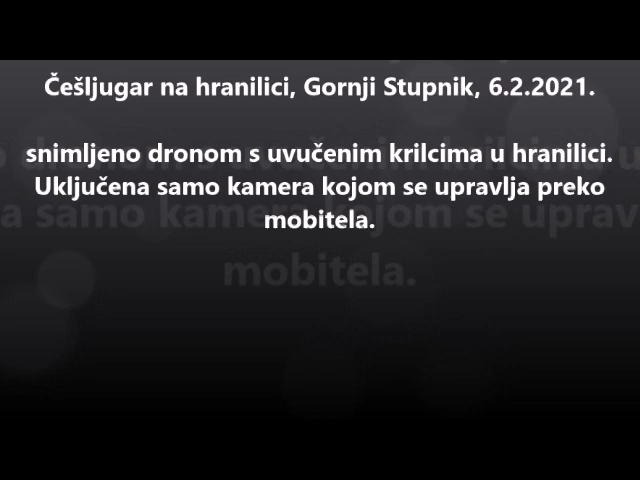 Češljugar na hranilici, Gornji Stupnik, 6.2.2021.
snimljeno dronom s uvučenim krilcima u hranilici.
Uključena samo kamera kojom se upravlja preko
mobitela.